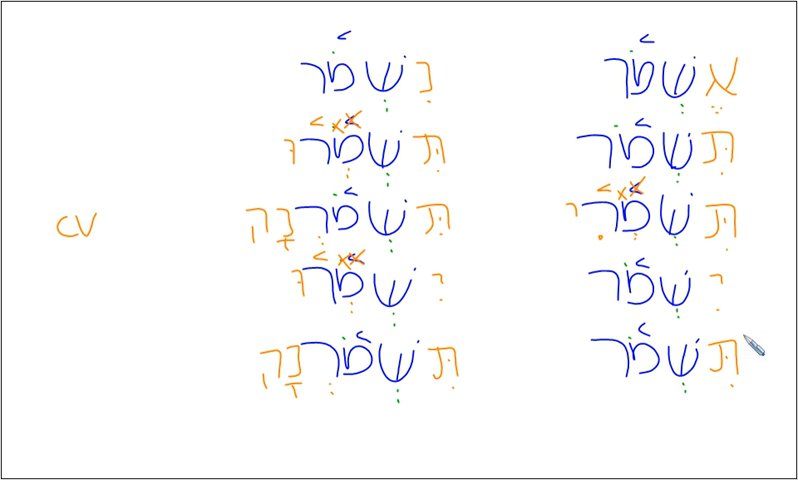 אֶשְׁמֹר נִשְׁמֹר
תִּשְׁמֹר תִּשְׁמְרוּ
תִּשְׁמְרִי תִּשְׁמֹרְנָה CV
יִשְׁמֹר יִשְׁמְרוּ
תִּשְׁמֹר תִּשְׁמֹרְנָה